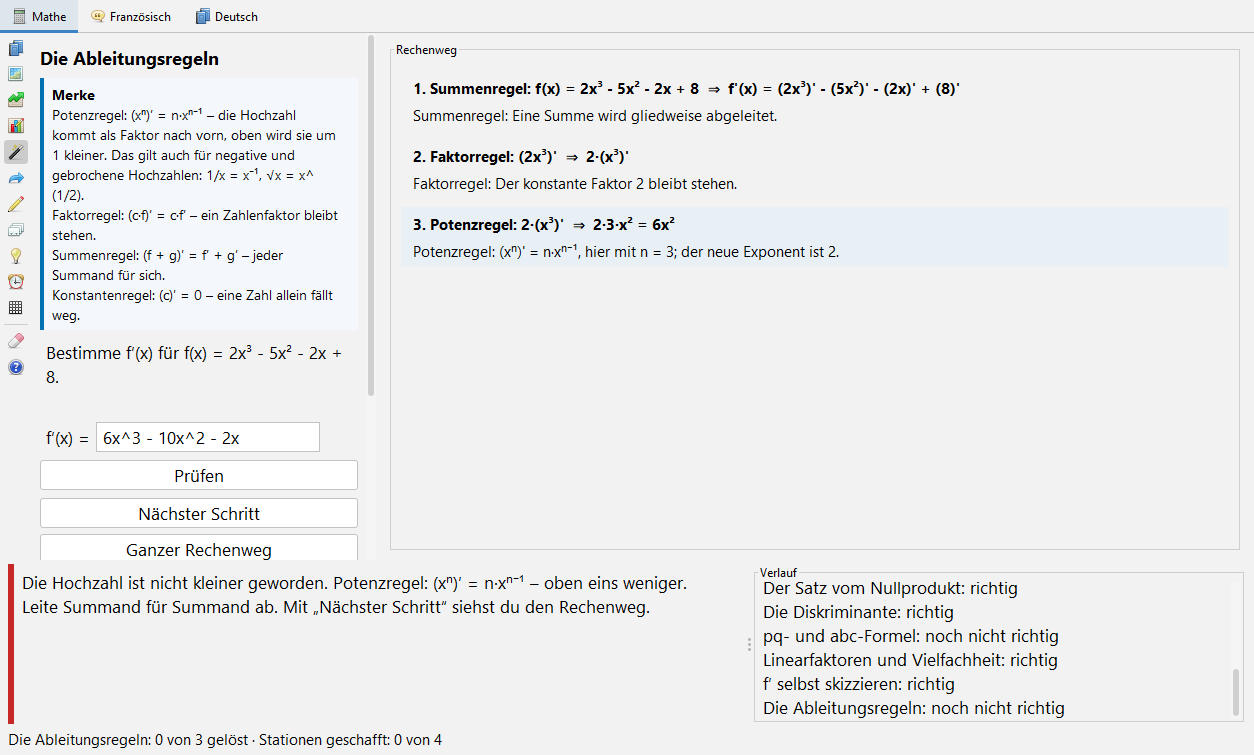 Mathe
Französisch
Deutsch
Die Ableitungsregeln
Merke
Potenzregel: (xⁿ)′ = n·xⁿ⁻¹ – die Hochzahl
kommt als Faktor nach vorn, oben wird sie um
1 kleiner. Das gilt auch für negative und
gebrochene Hochzahlen: 1/x = x⁻¹, √x = x^
(1/2).
Faktorregel: (c·f)′ = c·f′ – ein Zahlenfaktor bleibt
stehen.
Summenregel: (f + g)′ = f′ + g′ – jeder
Summand für sich.
Konstantenregel: (c)′ = 0 – eine Zahl allein fällt
weg.
Bestimme f′(x) für f(x) = 2x³ - 5x² - 2x +
8.
f′(x) = 6x^3 - 10x^2 - 2x
Prüfen
Nächster Schritt
Ganzer Rechenweg
Rechenweg
1. Summenregel: f(x) = 2x³ - 5x² - 2x + 8 ⇒ f'(x) = (2x³)' - (5x²)' - (2x)' + (8)'
Summenregel: Eine Summe wird gliedweise abgeleitet.
2. Faktorregel: (2x³)' ⇒ 2·(x³)'
Faktorregel: Der konstante Faktor 2 bleibt stehen.
3. Potenzregel: 2·(x³)' ⇒ 2·3·x² = 6x²
Potenzregel: (xⁿ)' = n·xⁿ⁻¹, hier mit n = 3; der neue Exponent ist 2.
Die Hochzahl ist nicht kleiner geworden. Potenzregel: (xⁿ)′ = n·xⁿ⁻¹ – oben eins weniger.
Leite Summand für Summand ab. Mit „Nächster Schritt“ siehst du den Rechenweg.
Verlauf
Der Satz vom Nullprodukt: richtig
Die Diskriminante: richtig
pq- und abc-Formel: noch nicht richtig
Linearfaktoren und Vielfachheit: richtig
f′ selbst skizzieren: richtig
Die Ableitungsregeln: noch nicht richtig
Die Ableitungsregeln: 0 von 3 gelöst · Stationen geschafft: 0 von 4